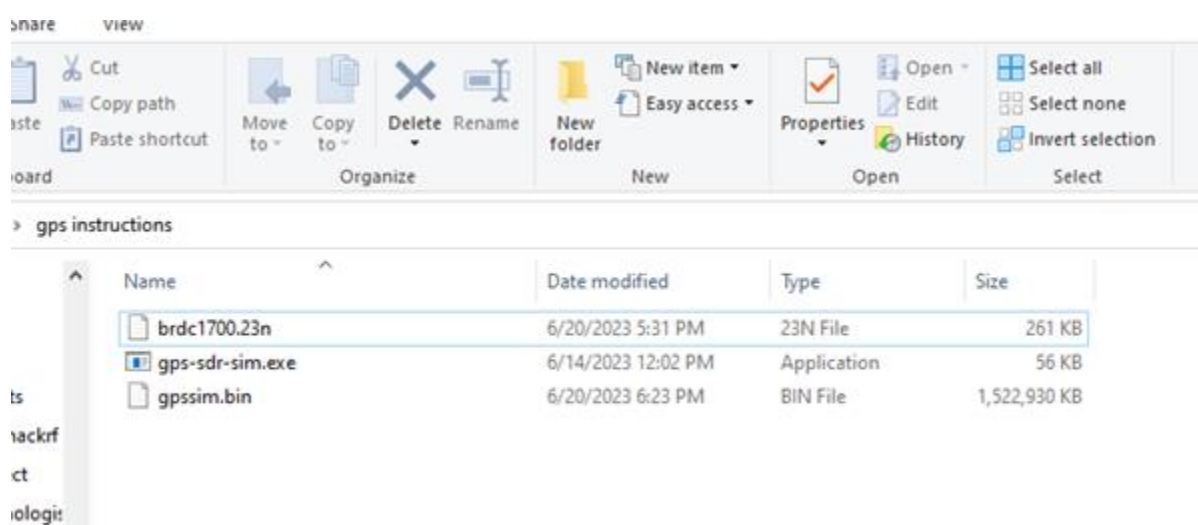 Share View
Cut
Copy path
Paste shortcut
Move to
Copy to
Delete Rename
New folder
New item
Easy access
Properties
Open
Edit
History
Select all
Select none
Invert selection
Organize New Open Select
> gps instructions
Name Date modified Type Size
brdc1700.23n 6/20/2023 5:31 PM 23N File 261 KB
gps-sdr-sim.exe 6/14/2023 12:02 PM Application 56 KB
gpssim.bin 6/20/2023 6:23 PM BIN File 1,522,930 KB